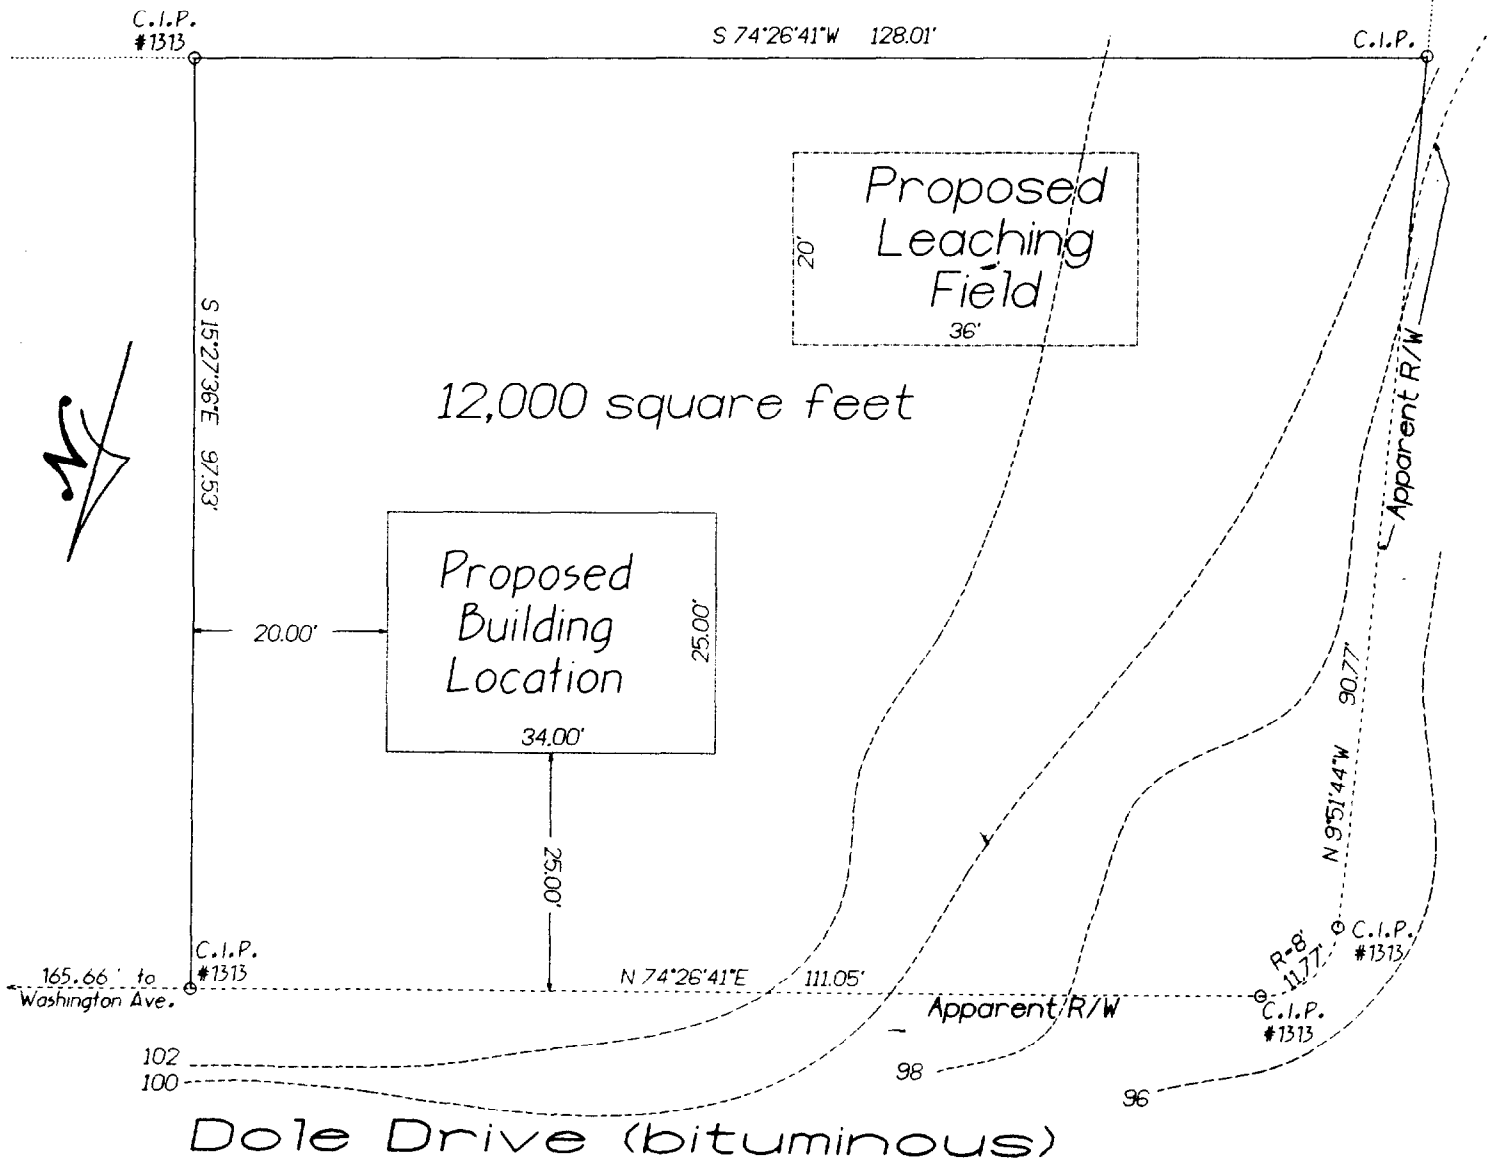 C.I.P.
#1313
S 74°26'41"W 128.01'
C.I.P.
Proposed
Leaching
Field
20'
36'
S 15°27'36"E 97.53'
N
12,000 square feet
Apparent R/W
Proposed
Building
Location
20.00'
25.00'
34.00'
25.00'
90.77'
N 9°51'44"W
C.I.P.
#1313
R=8'
11.77'
C.I.P.
#1313
C.I.P.
#1313
165.66' to
Washington Ave.
N 74°26'41"E 111.05'
Apparent R/W
102
100
98
96
Dole Drive (bituminous)